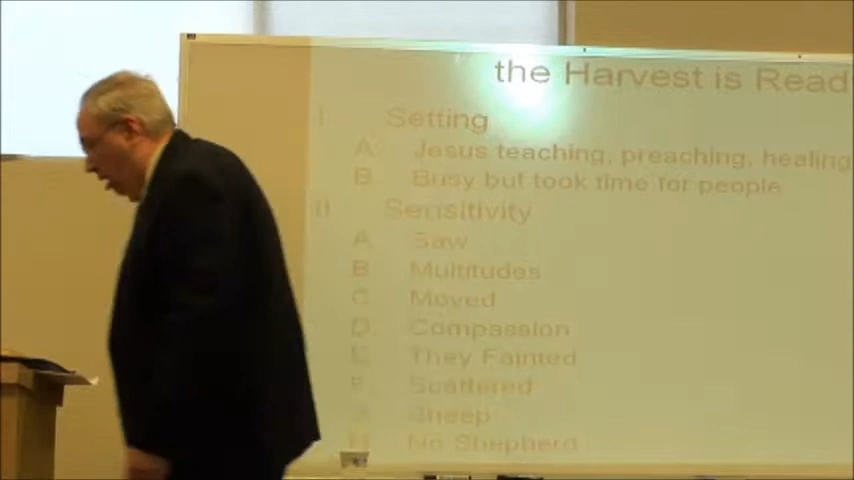 the Harvest is Read
I Setting
A. Jesus teaching, preaching, healing
B. Busy but took time for people
II Sensitivity
A. Saw
B. Multitudes
C. Moved
D. Compassion
E. They Fainted
F. Scattered
Sheep
H. No Shepherd